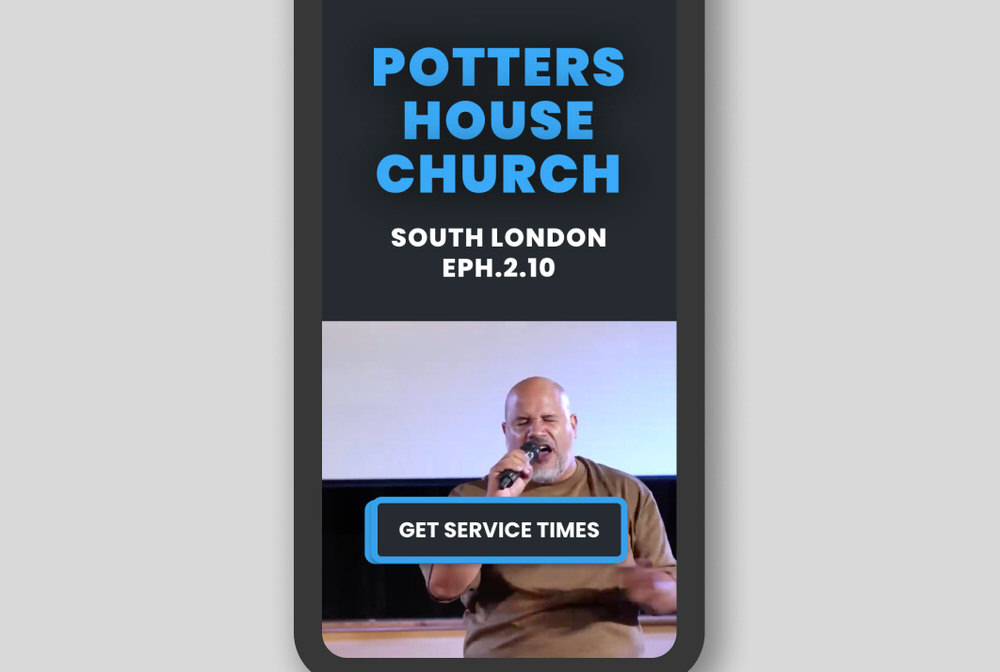 POTTERS
HOUSE
CHURCH
SOUTH LONDON
EPH.2.10
GET SERVICE TIMES